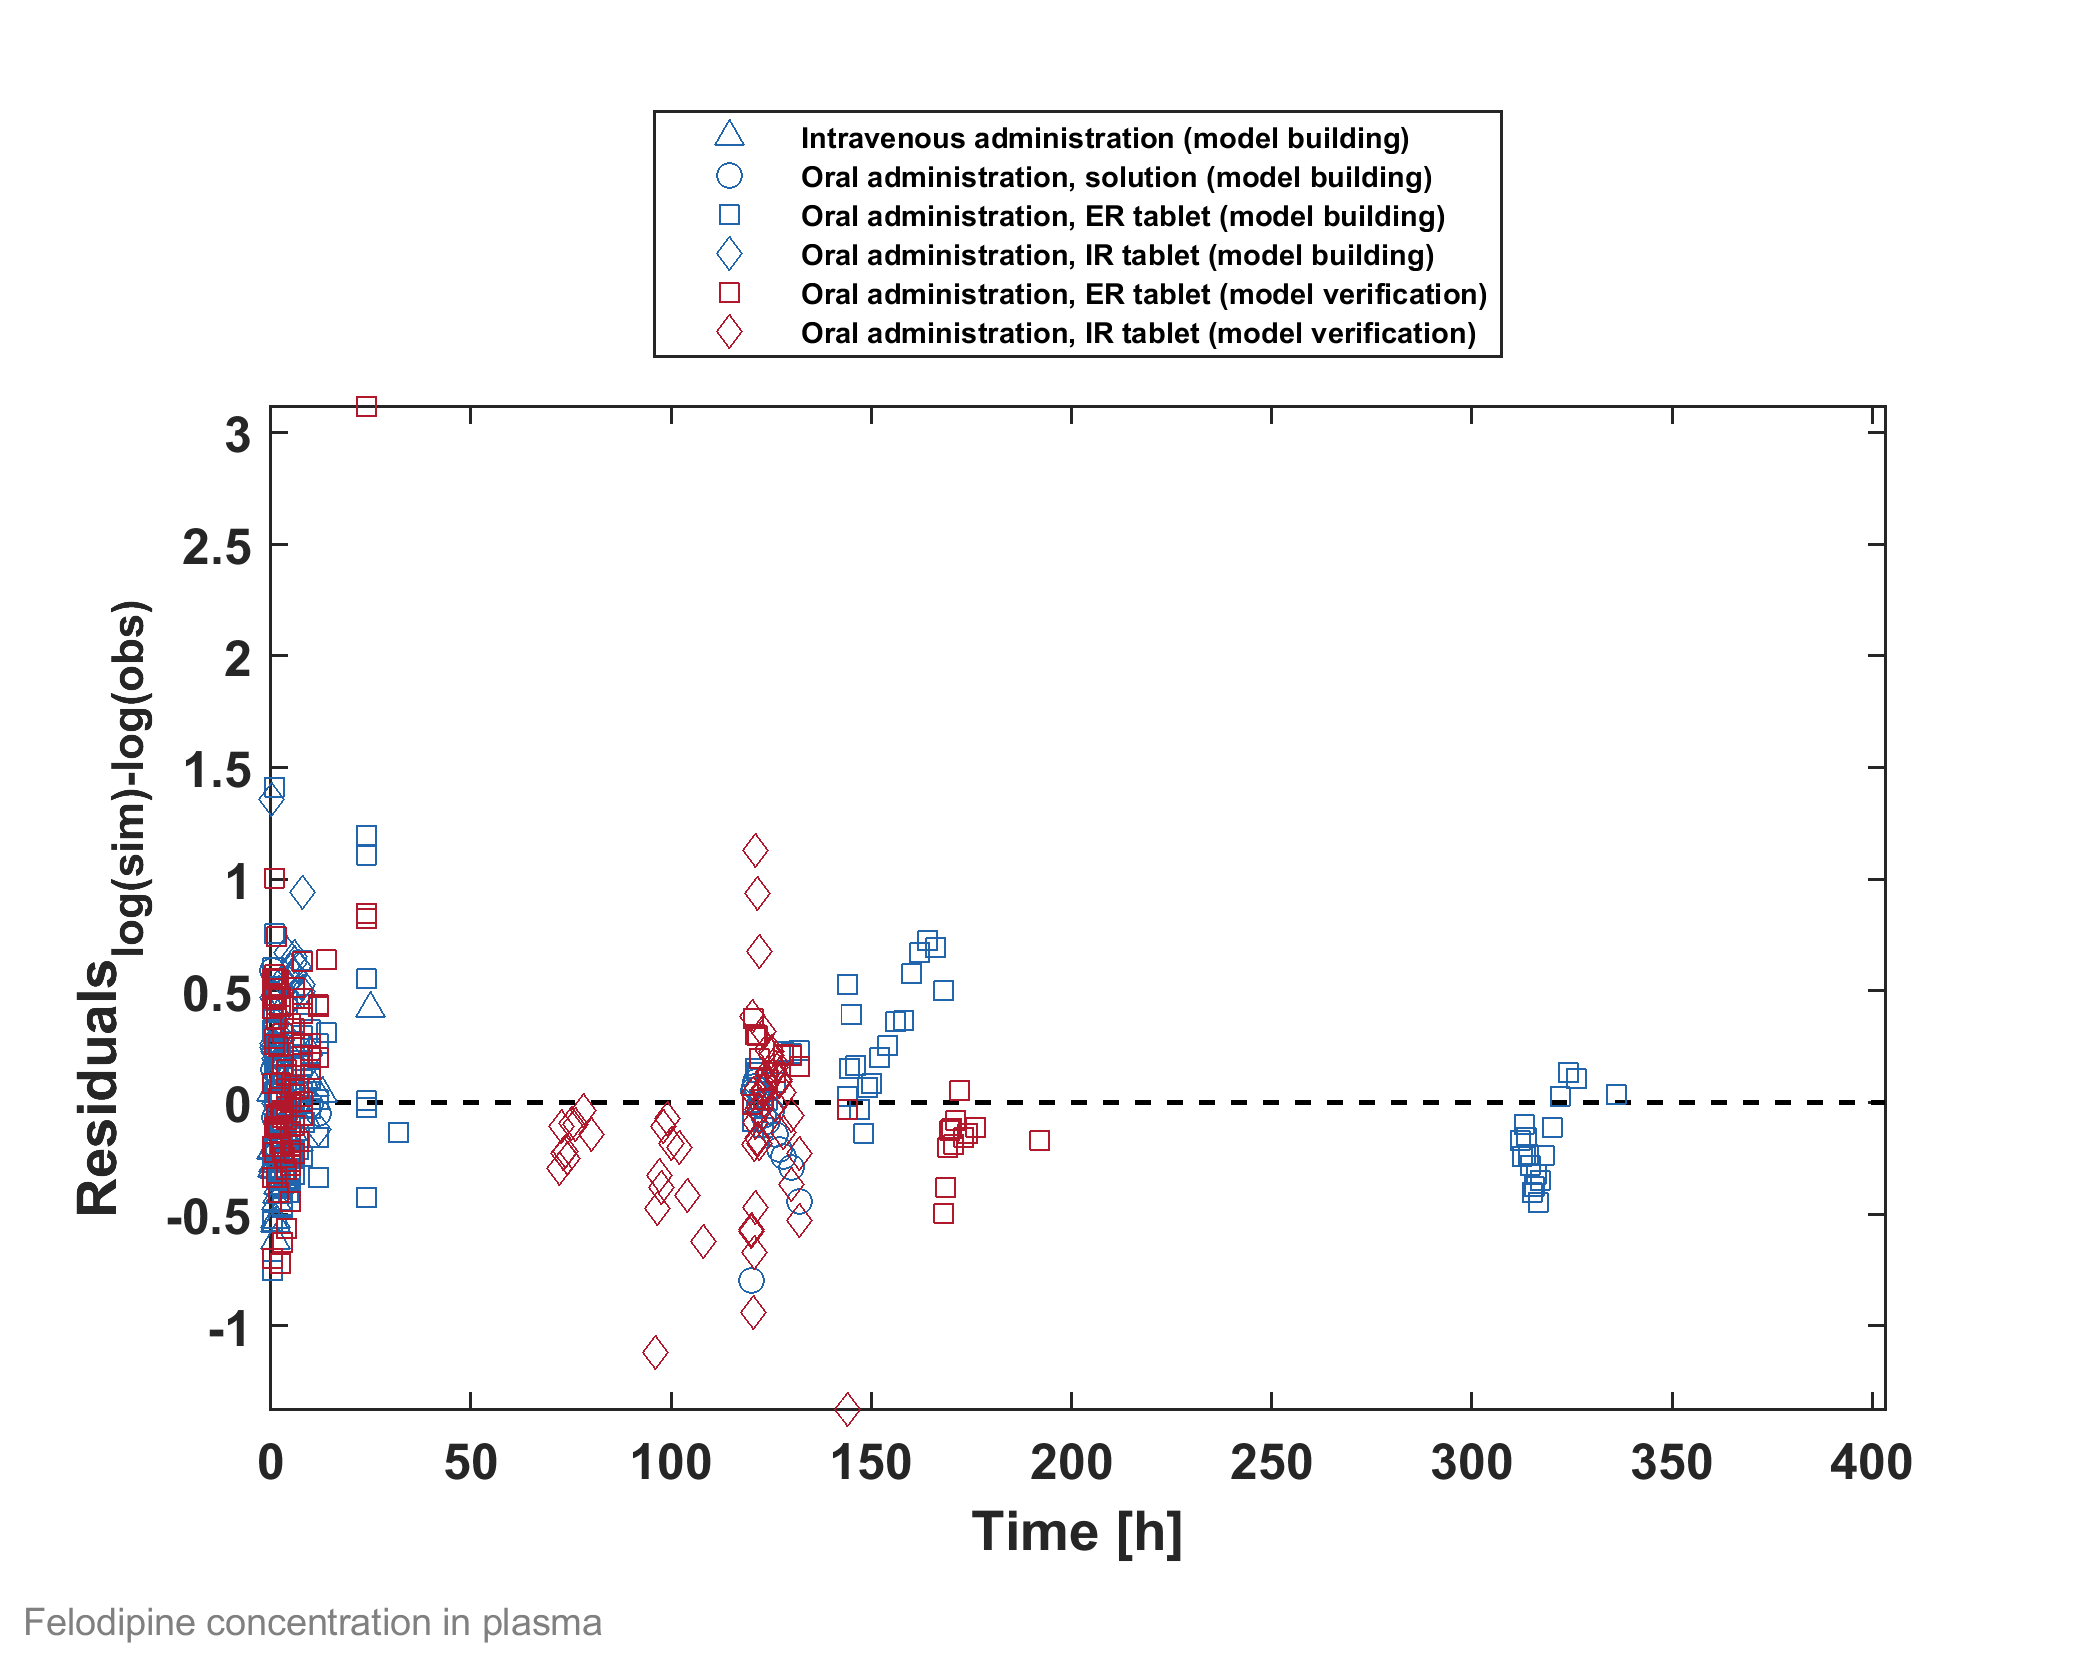 Intravenous administration (model building)
Oral administration, solution (model building)
Oral administration, ER tablet (model building)
Oral administration, IR tablet (model building)
Oral administration, ER tablet (model verification)
Oral administration, IR tablet (model verification)
3
2.5
2
1.5
1
0.5
0
-0.5
-1
Residuals log(sim)-log(obs)
0 50 100 150 200 250 300 350 400
Time [h]
Felodipine concentration in plasma